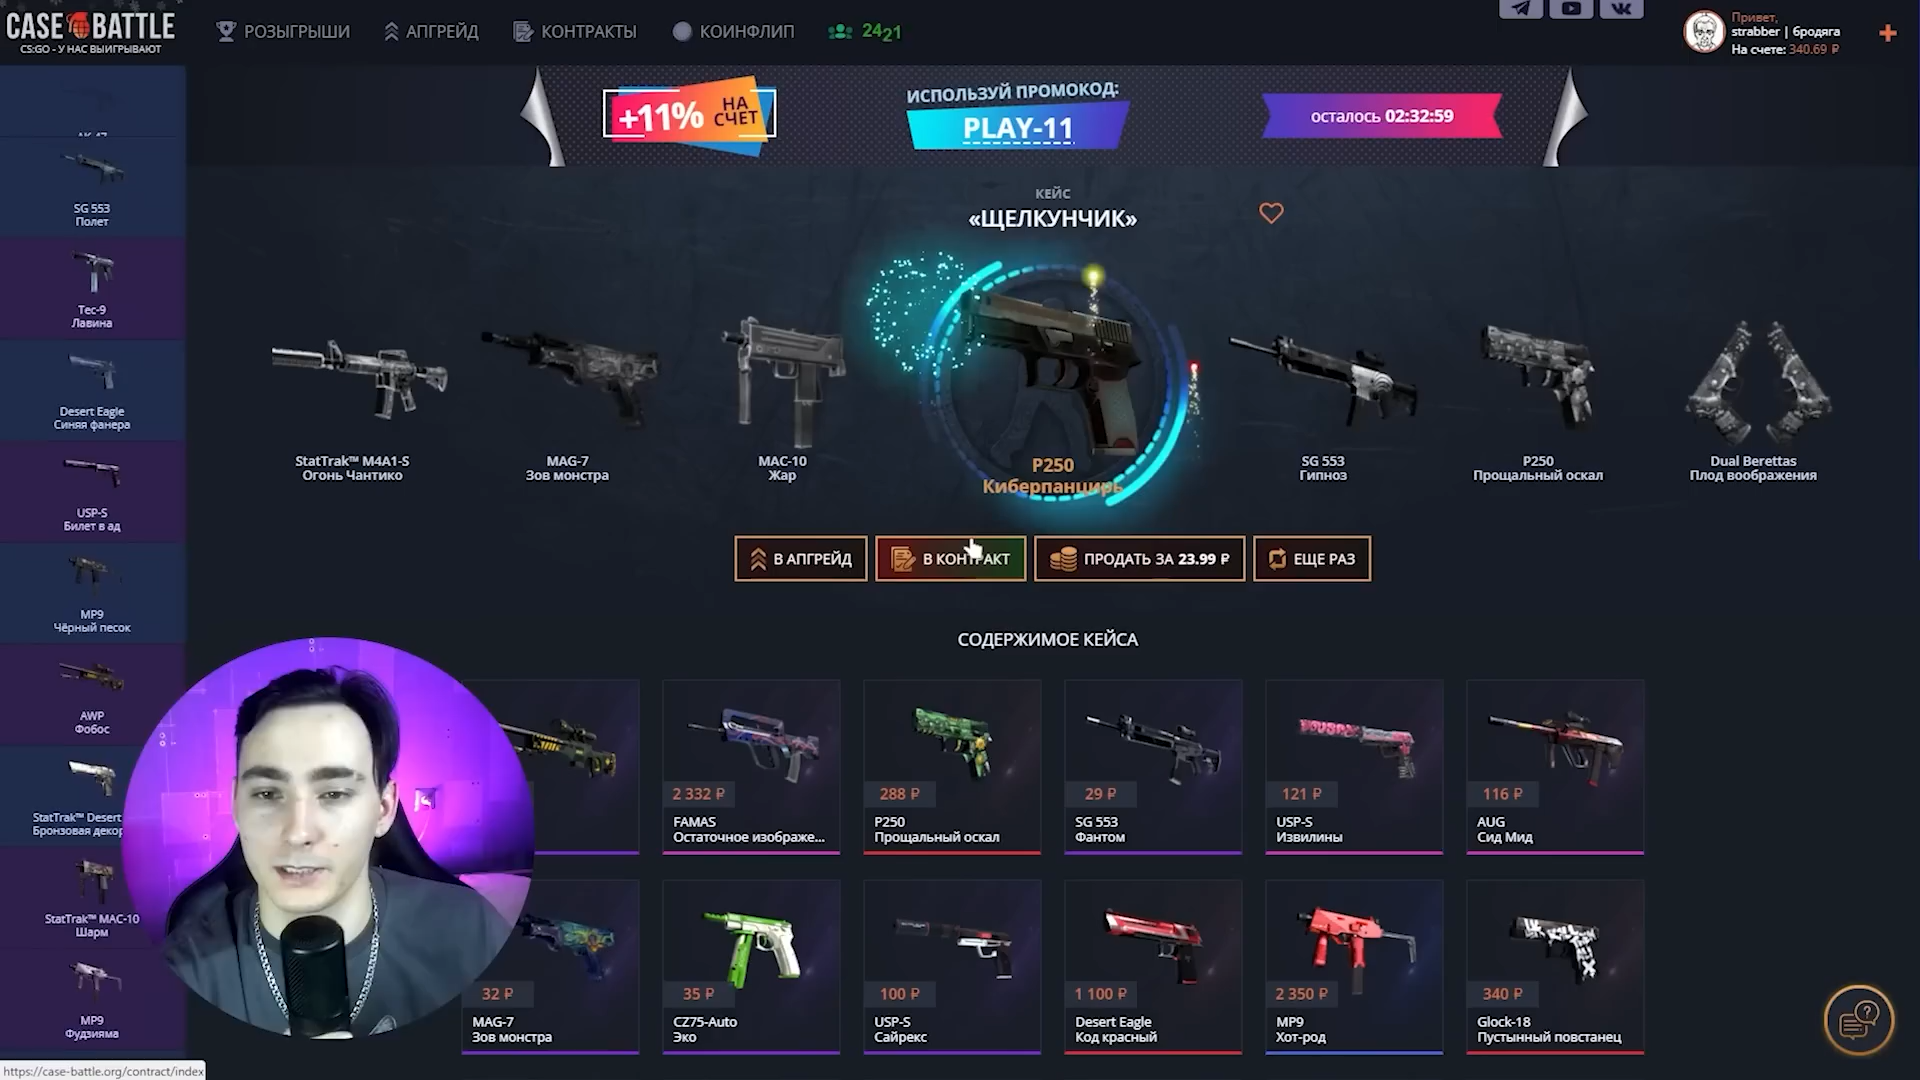 CASE BATTLE
CS:GO - У НАС ВЫИГРЫВАЮТ
РОЗЫГРЫШИ
АПГРЕЙД
КОНТРАКТЫ
КОИНФЛИП
2421
Привет,
strabber | бродяга
На счете: 340.69 ₽
+11% НА СЧЕТ
ИСПОЛЬЗУЙ ПРОМОКОД:
PLAY-11
осталось 02:32:59
КЕЙС
«ЩЕЛКУНЧИК»
AK-47
SG 553
Полет
Tec-9
Лавина
Desert Eagle
Синяя фанера
USP-S
Билет в ад
MP9
Чёрный песок
AWP
Фобос
StatTrak™ Desert
Бронзовая декор
StatTrak™ MAC-10
Шарм
MP9
Фудзияма
StatTrak™ M4A1-S
Огонь Чантико
MAG-7
Зов монстра
MAC-10
Жар
P250
Киберпанцирь
SG 553
Гипноз
P250
Прощальный оскал
Dual Berettas
Плод воображения
В АПГРЕЙД
В КОНТРАКТ
ПРОДАТЬ ЗА 23.99 ₽
ЕЩЕ РАЗ
СОДЕРЖИМОЕ КЕЙСА
2 332 ₽
FAMAS
Остаточное изображе...
288 ₽
P250
Прощальный оскал
29 ₽
SG 553
Фантом
121 ₽
USP-S
Извилины
116 ₽
AUG
Сид Мид
32 ₽
MAG-7
Зов монстра
35 ₽
CZ75-Auto
Эко
100 ₽
USP-S
Сайрекс
1 100 ₽
Desert Eagle
Код красный
2 350 ₽
MP9
Хот-род
340 ₽
Glock-18
Пустынный повстанец
https://case-battle.org/contract/index